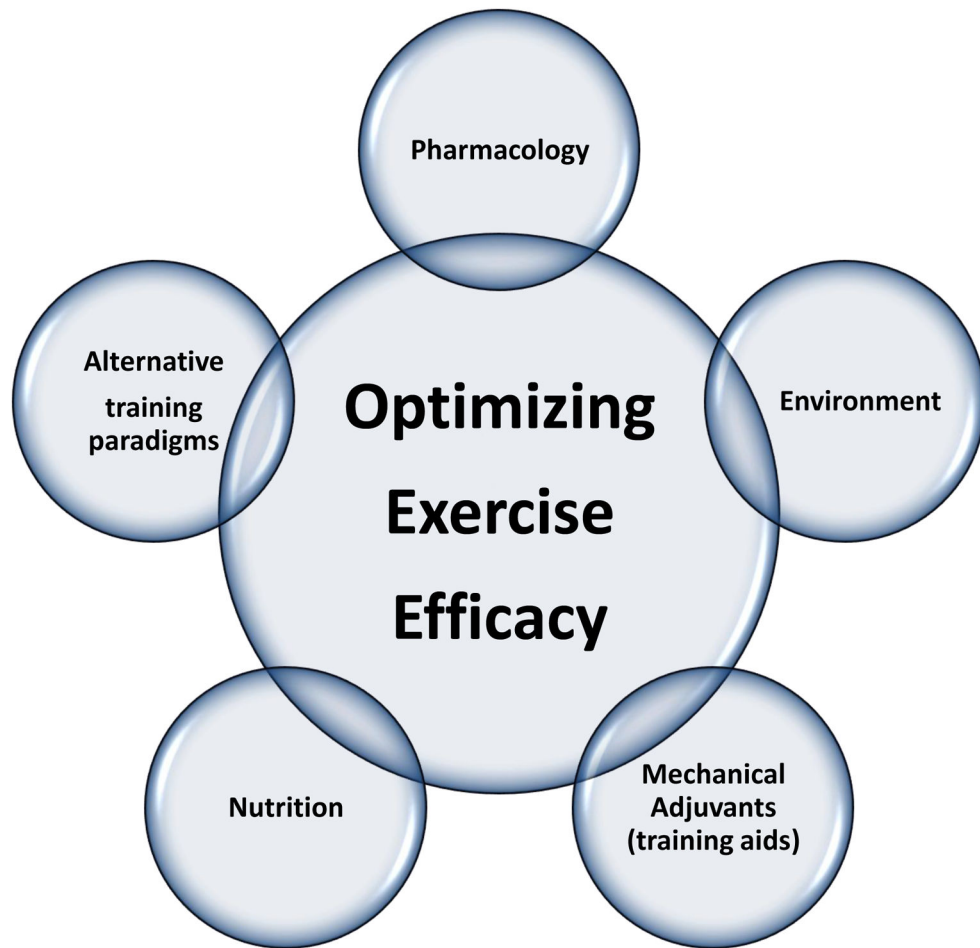 Pharmacology
Alternative
training
paradigms
Optimizing
Exercise
Efficacy
Environment
Nutrition
Mechanical
Adjuvants
(training aids)